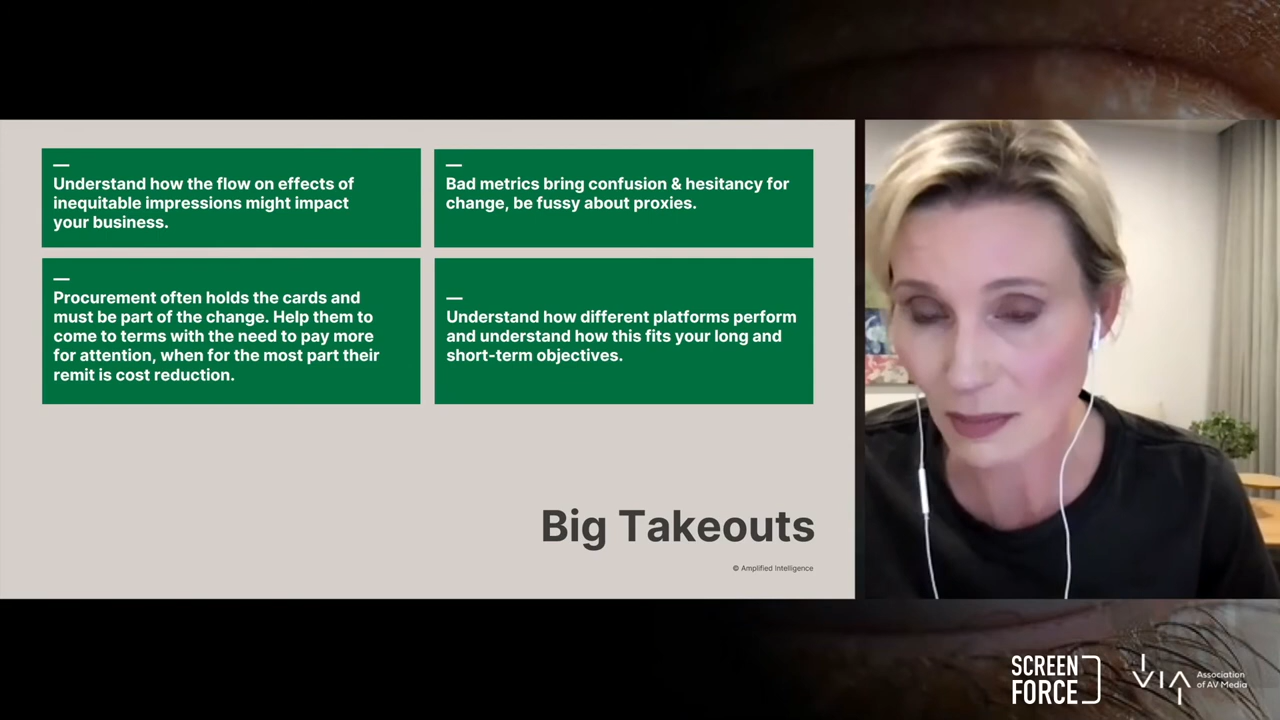 Understand how the flow on effects of
inequitable impressions might impact
your business.
Bad metrics bring confusion & hesitancy for
change, be fussy about proxies.
Procurement often holds the cards and
must be part of the change. Help them to
come to terms with the need to pay more
for attention, when for the most part their
remit is cost reduction.
Understand how different platforms perform
and understand how this fits your long and
short-term objectives.
Big Takeouts
© Amplified Intelligence
SCREEN
FORCE
VIA
Association
of AV Media